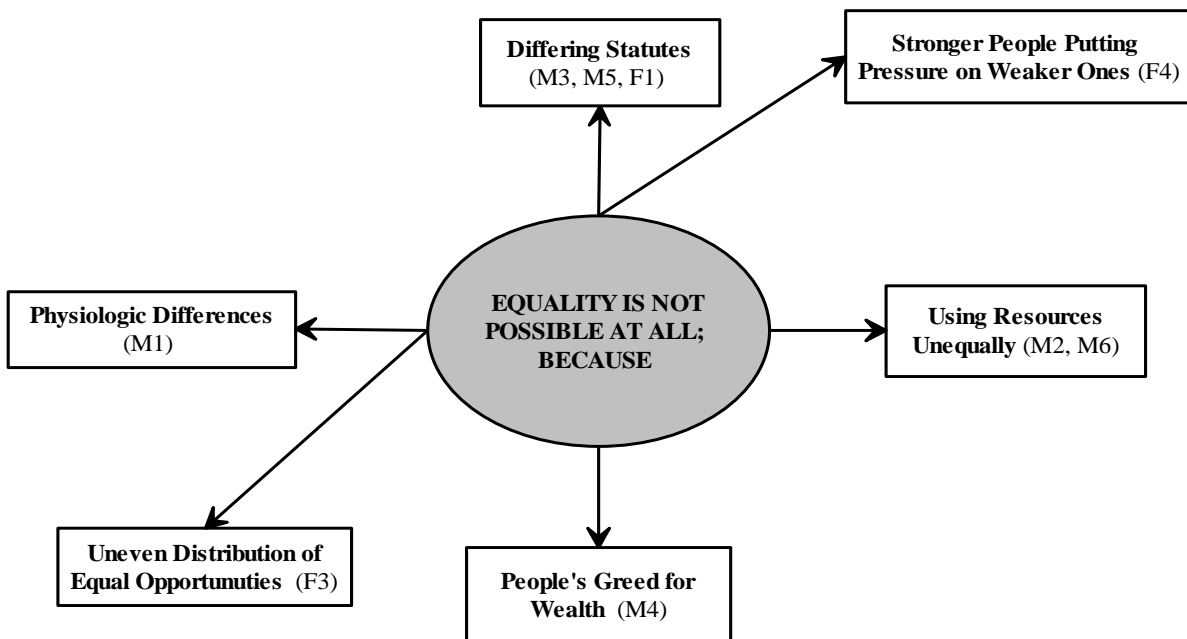 Differing Statutes
(M3, M5, F1)
Stronger People Putting
Pressure on Weaker Ones (F4)
EQUALITY IS NOT
POSSIBLE AT ALL;
BECAUSE
Physiologic Differences
(M1)
Using Resources
Unequally (M2, M6)
Uneven Distribution of
Equal Opportunuties (F3)
People's Greed for
Wealth (M4)